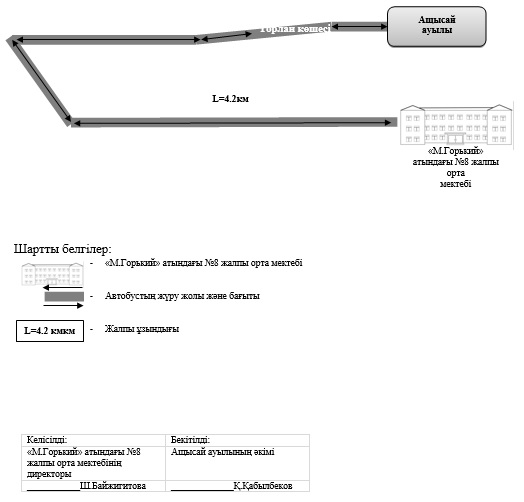 Ащысай
ауылы
көшесі
L=4.2км
«М.Горький»
атындағы №8 жалпы
орта
мектебі
Шартты белгілер:
- «М.Горький» атындағы №8 жалпы орта мектебі
- Автобустың жүру жолы және бағыты
L=4.2 кмкм - Жалпы ұзындығы
Келісілді: Бекітілді:
«М.Горький» атындағы №8 Ащысай ауылының әкімі
жалпы орта мектебінің
директоры
___________Ш.Байжигитова _____________Қ.Қабылбеков